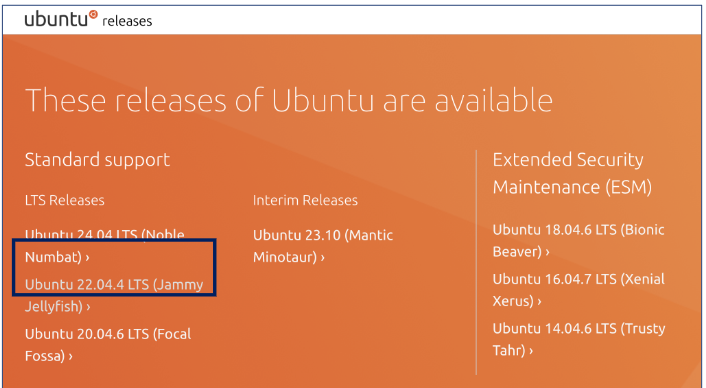 ubuntu releases
These releases of Ubuntu are available
Standard support
LTS Releases
Ubuntu 24.04 LTS (Noble
Numbat) ›
Ubuntu 22.04.4 LTS (Jammy
Jellyfish) ›
Ubuntu 20.04.6 LTS (Focal
Fossa) ›
Interim Releases
Ubuntu 23.10 (Mantic
Minotaur) ›
Extended Security
Maintenance (ESM)
Ubuntu 18.04.6 LTS (Bionic
Beaver) ›
Ubuntu 16.04.7 LTS (Xenial
Xerus) ›
Ubuntu 14.04.6 LTS (Trusty
Tahr) ›